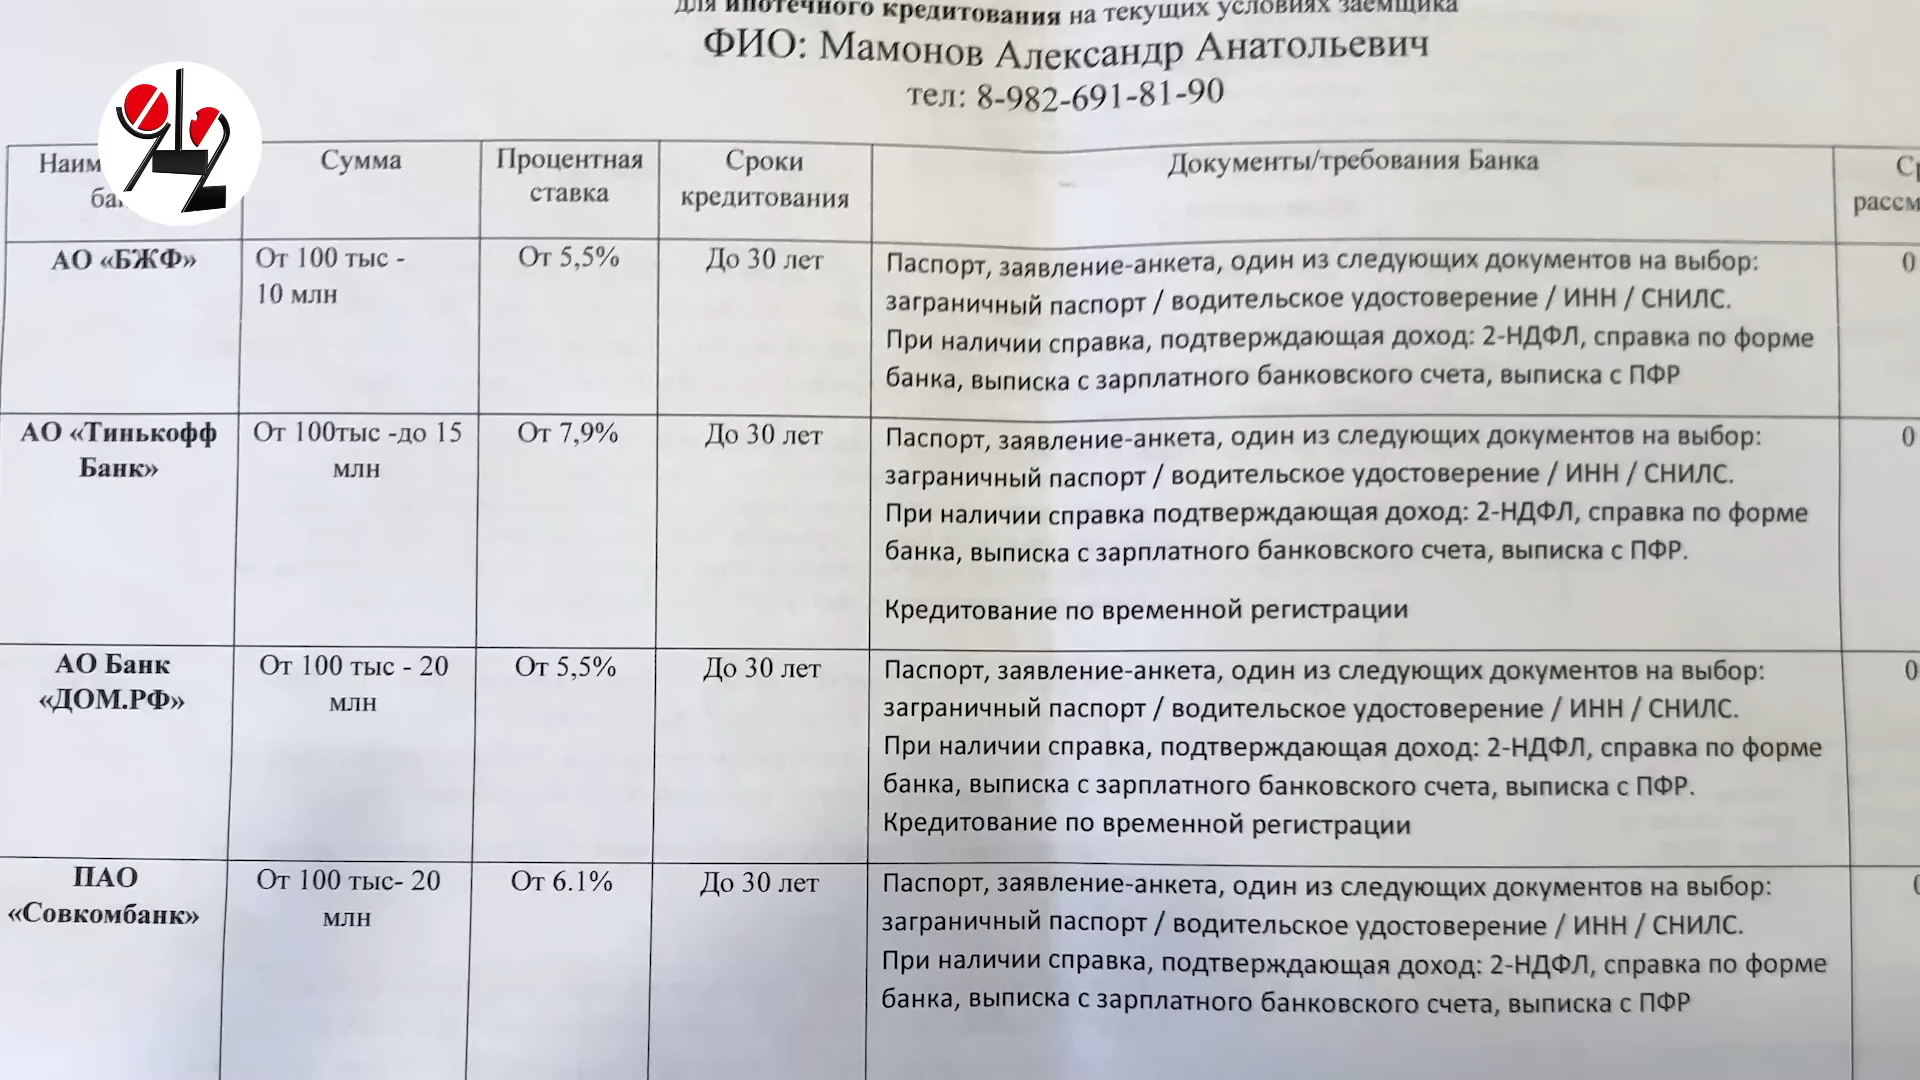 для ипотечного кредитования на текущих условиях заемщика
ФИО: Мамонов Александр Анатольевич
тел: 8-982-691-81-90
912
Сумма
Процентная
ставка
Сроки
кредитования
Документы/требования Банка
АО «БЖФ»
От 100 тыс -
10 млн
От 5,5%
До 30 лет
Паспорт, заявление-анкета, один из следующих документов на выбор:
заграничный паспорт / водительское удостоверение / ИНН / СНИЛС.
При наличии справка, подтверждающая доход: 2-НДФЛ, справка по форме
банка, выписка с зарплатного банковского счета, выписка с ПФР
0
АО «Тинькофф
Банк»
От 100тыс -до 15
млн
От 7,9%
До 30 лет
Паспорт, заявление-анкета, один из следующих документов на выбор:
заграничный паспорт / водительское удостоверение / ИНН / СНИЛС.
При наличии справка подтверждающая доход: 2-НДФЛ, справка по форме
банка, выписка с зарплатного банковского счета, выписка с ПФР.
Кредитование по временной регистрации
0
АО Банк
«ДОМ.РФ»
От 100 тыс - 20
млн
От 5,5%
До 30 лет
Паспорт, заявление-анкета, один из следующих документов на выбор:
заграничный паспорт / водительское удостоверение / ИНН / СНИЛС.
При наличии справка, подтверждающая доход: 2-НДФЛ, справка по форме
банка, выписка с зарплатного банковского счета, выписка с ПФР.
Кредитование по временной регистрации
0
ПАО
«Совкомбанк»
От 100 тыс- 20
млн
От 6.1%
До 30 лет
Паспорт, заявление-анкета, один из следующих документов на выбор:
заграничный паспорт / водительское удостоверение / ИНН / СНИЛС.
При наличии справка, подтверждающая доход: 2-НДФЛ, справка по форме
банка, выписка с зарплатного банковского счета, выписка с ПФР